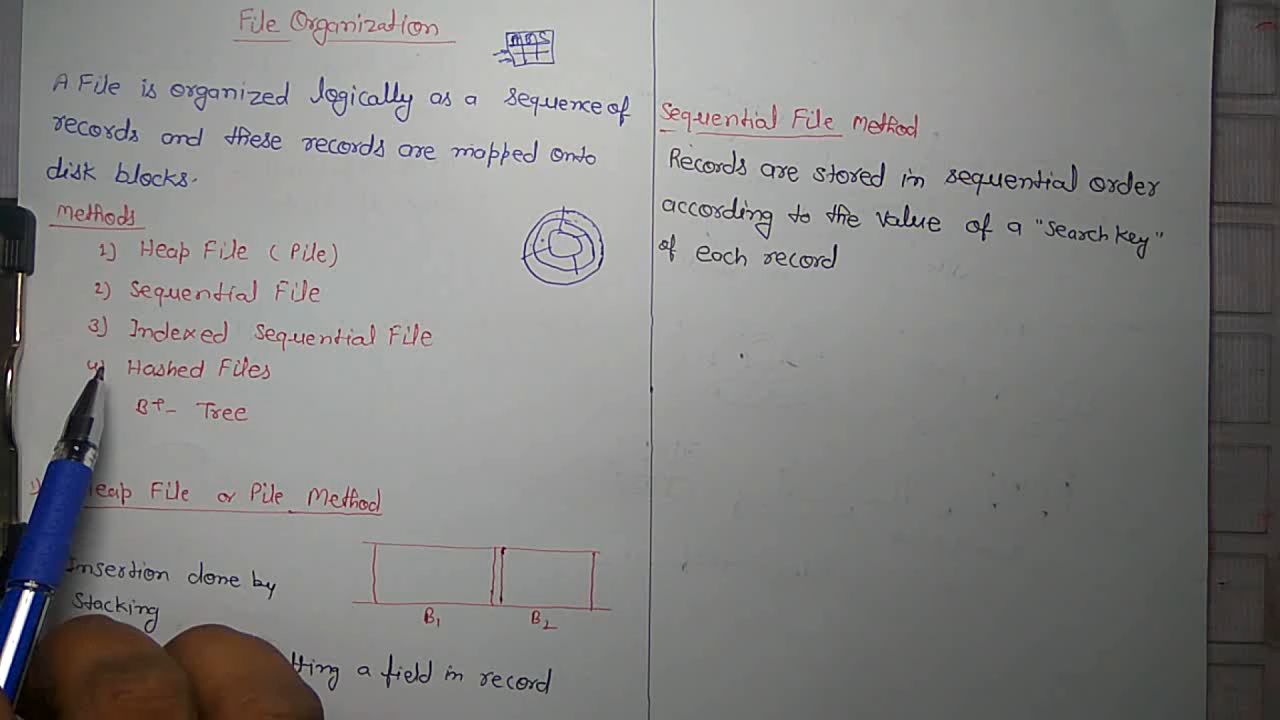 File Organization
A File is organized logically as a sequence of
records and these records are mapped onto
disk blocks.
Methods
1) Heap File (Pile)
2) Sequential File
3) Indexed Sequential File
4) Hashed Files
B+- Tree
1) Heap File or Pile Method
Insertion done by
Stacking
B1 B2
a field in record
Sequential File Method
Records are stored in sequential order
according to the value of a "Search Key"
of each record